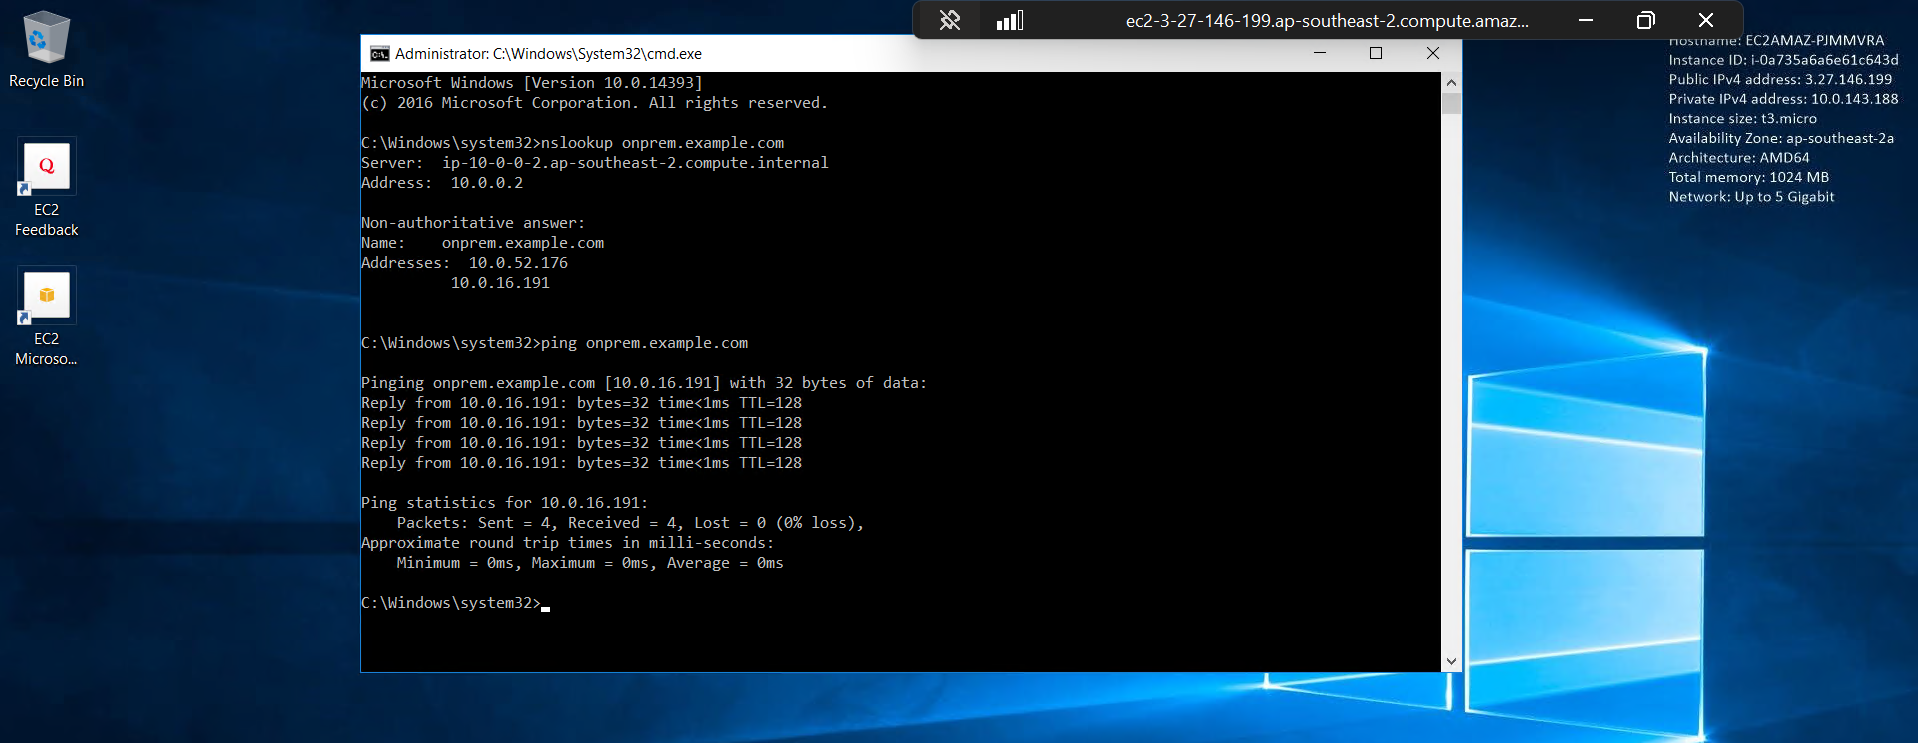 ec2-3-27-146-199.ap-southeast-2.compute.amaz...
Recycle Bin
EC2
Feedback
EC2
Microso...
Administrator: C:\Windows\System32\cmd.exe
Microsoft Windows [Version 10.0.14393]
(c) 2016 Microsoft Corporation. All rights reserved.
C:\Windows\system32>nslookup onprem.example.com
Server:  ip-10-0-0-2.ap-southeast-2.compute.internal
Address:  10.0.0.2
Non-authoritative answer:
Name:    onprem.example.com
Addresses:  10.0.52.176
10.0.16.191
C:\Windows\system32>ping onprem.example.com
Pinging onprem.example.com [10.0.16.191] with 32 bytes of data:
Reply from 10.0.16.191: bytes=32 time<1ms TTL=128
Reply from 10.0.16.191: bytes=32 time<1ms TTL=128
Reply from 10.0.16.191: bytes=32 time<1ms TTL=128
Reply from 10.0.16.191: bytes=32 time<1ms TTL=128
Ping statistics for 10.0.16.191:
Packets: Sent = 4, Received = 4, Lost = 0 (0% loss),
Approximate round trip times in milli-seconds:
Minimum = 0ms, Maximum = 0ms, Average = 0ms
C:\Windows\system32>
Hostname: EC2AMAZ-PJMMVRA
Instance ID: i-0a735a6a6e61c643d
Public IPv4 address: 3.27.146.199
Private IPv4 address: 10.0.143.188
Instance size: t3.micro
Availability Zone: ap-southeast-2a
Architecture: AMD64
Total memory: 1024 MB
Network: Up to 5 Gigabit